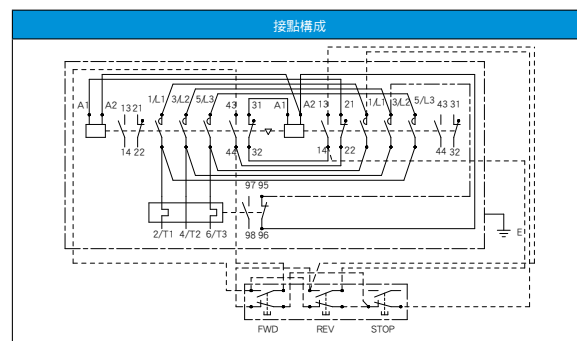 接點構成
A1 A2 13 21 1/L1 3/L2 5/L3 43 31 A1 A2 13 21 1/L1 3/L2 5/L3 43 31
14 22 44 32 14 22 44 32
97 95
2/T1 4/T2 6/T3 98 96 E
FWD REV STOP